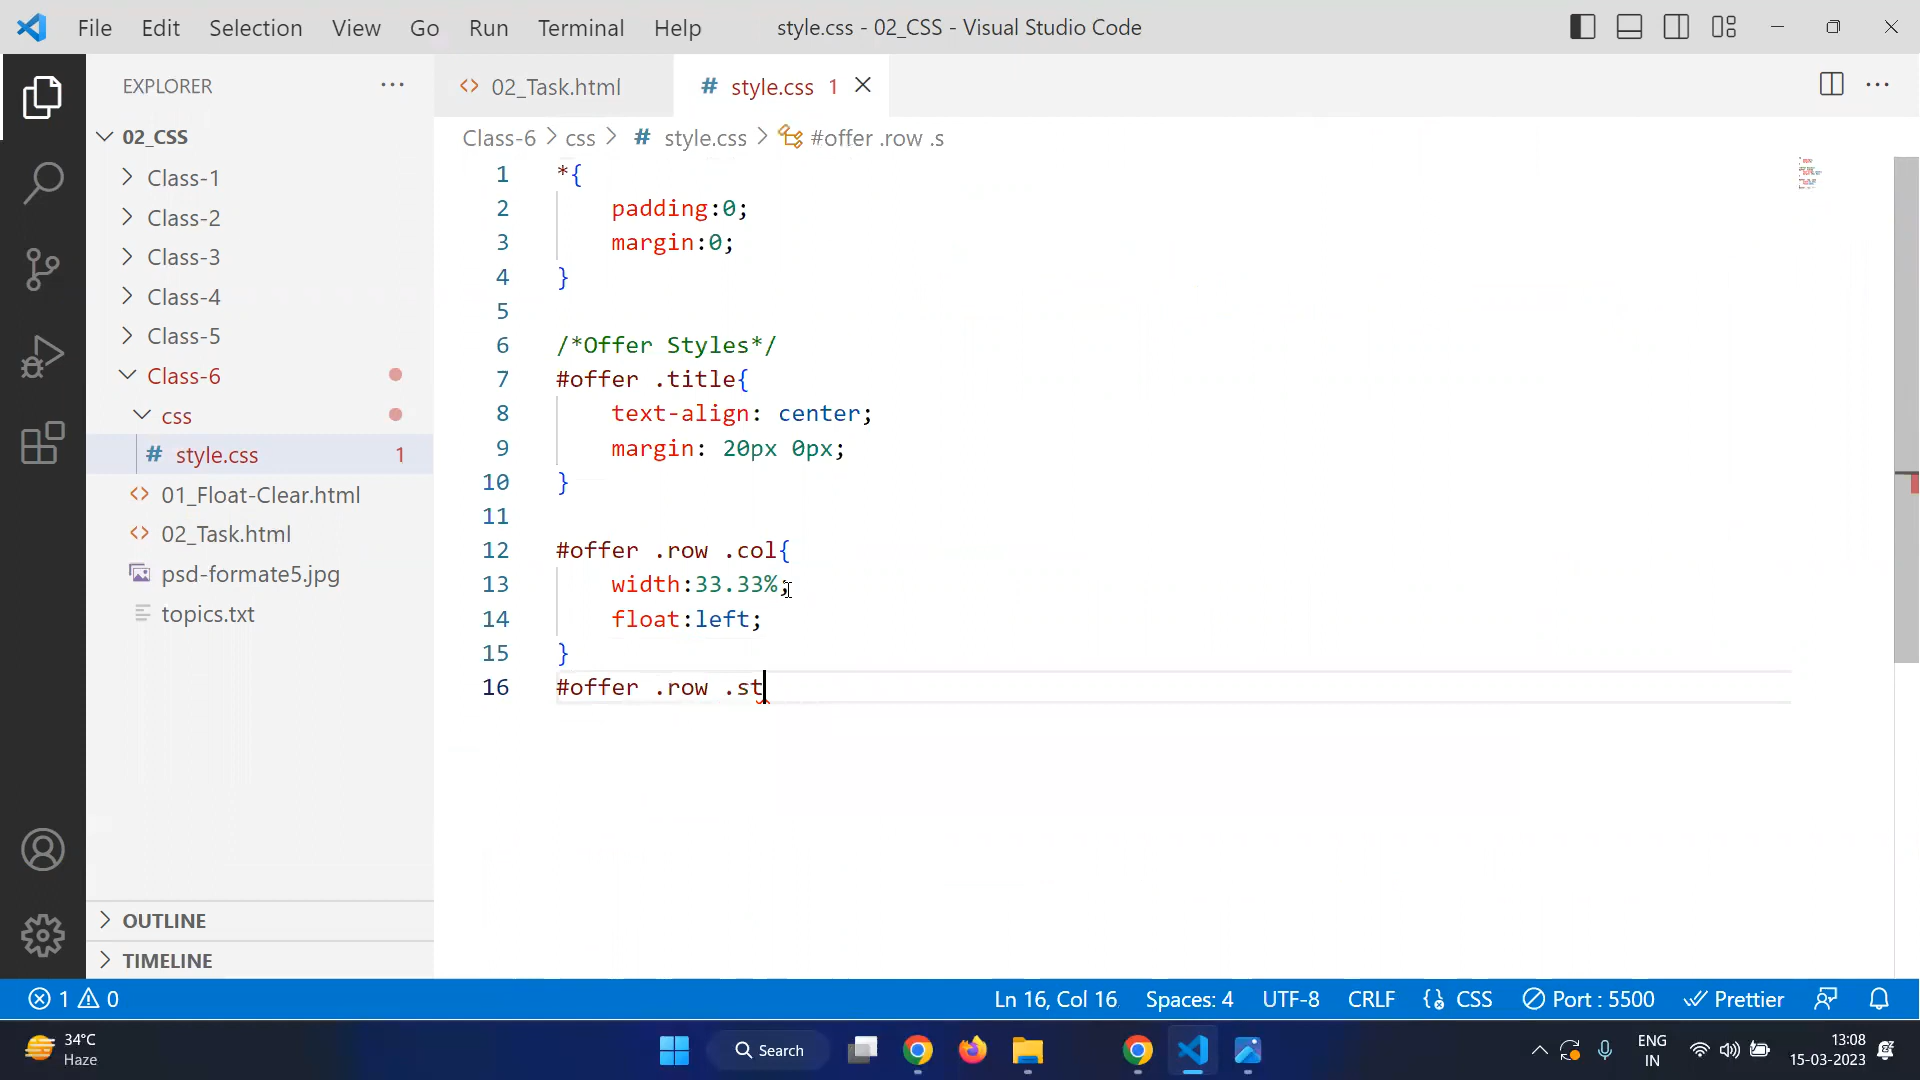 File Edit Selection View Go Run Terminal Help style.css - 02_CSS - Visual Studio Code
EXPLORER
02_Task.html
# style.css 1
02_CSS
Class-6 > css > # style.css > #offer .row .s
Class-1
Class-2
Class-3
Class-4
Class-5
Class-6
css
# style.css 1
01_Float-Clear.html
02_Task.html
psd-formate5.jpg
topics.txt
OUTLINE
TIMELINE
1 *{
2 padding:0;
3 margin:0;
4 }
5
6 /*Offer Styles*/
7 #offer .title{
8 text-align: center;
9 margin: 20px 0px;
10 }
11
12 #offer .row .col{
13 width:33.33%;
14 float:left;
15 }
16 #offer .row .st
1 0 Ln 16, Col 16 Spaces: 4 UTF-8 CRLF CSS Port : 5500 Prettier
34°C
Haze
Search
ENG
IN
13:08
15-03-2023